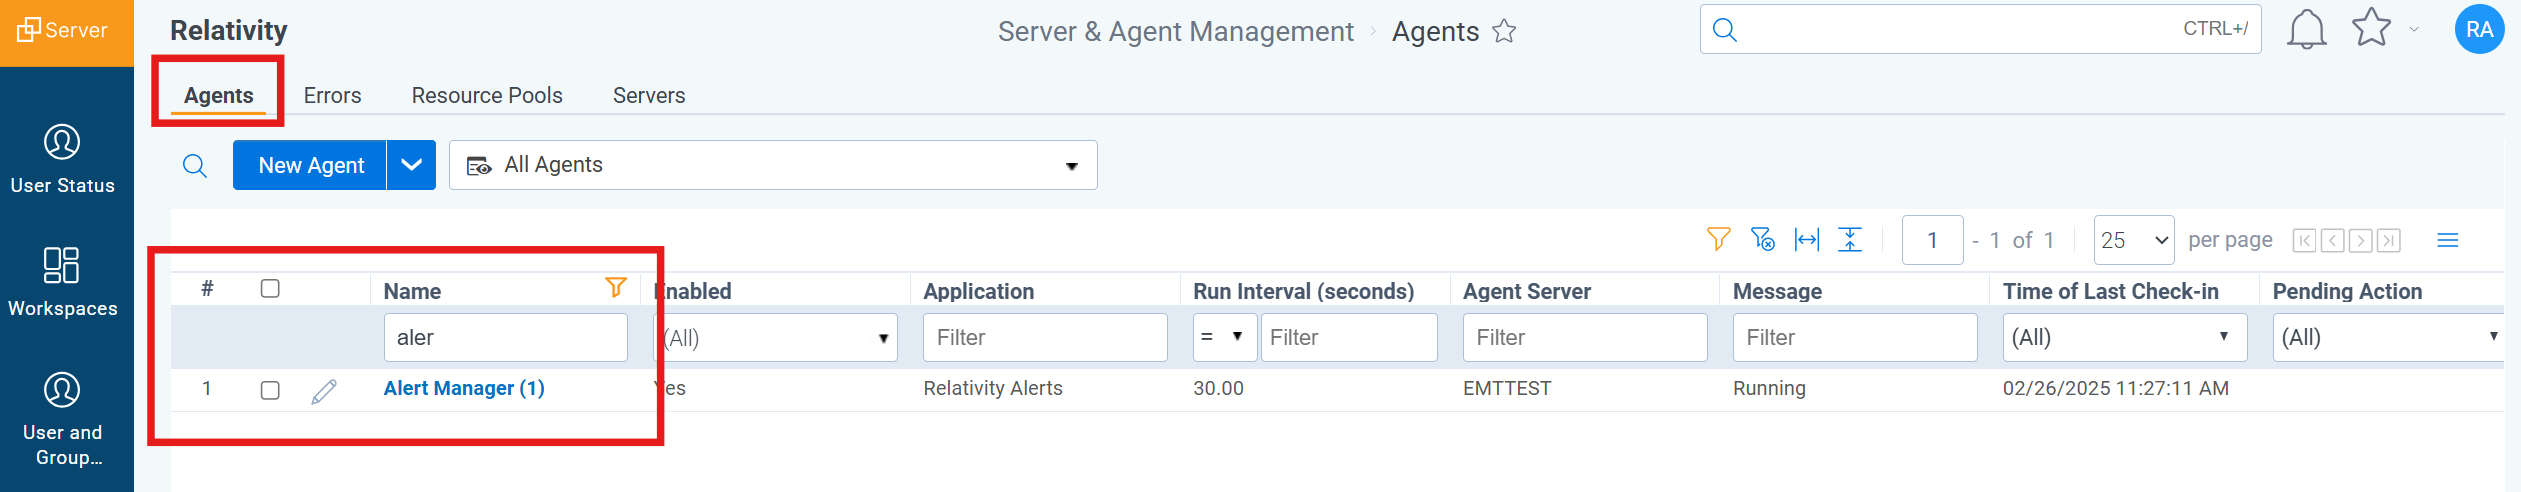 Server
Relativity
Server & Agent Management > Agents
CTRL+/
RA
Agents Errors Resource Pools Servers
User Status
New Agent All Agents
1 - 1 of 1 25 per page
Workspaces
# Name Enabled Application Run Interval (seconds) Agent Server Message Time of Last Check-in Pending Action
aler (All) Filter = Filter Filter Filter (All) (All)
1 Alert Manager (1) Yes Relativity Alerts 30.00 EMTTEST Running 02/26/2025 11:27:11 AM
User and
Group...